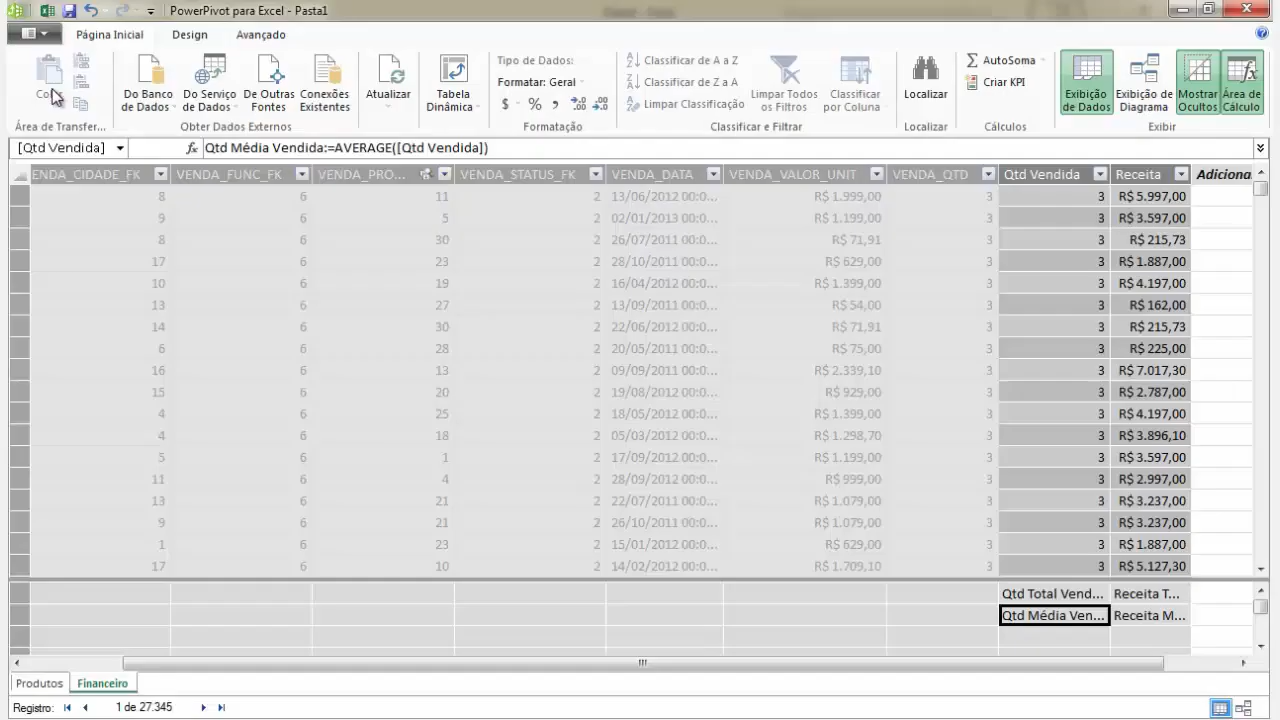 PowerPivot para Excel - Pasta1
Página Inicial Design Avançado
Do Banco de Dados
Do Serviço de Dados
De Outras Fontes
Conexões Existentes
Atualizar
Tabela Dinâmica
Tipo de Dados:
Formatar: Geral
$ % ,
Classificar de A a Z
Classificar de Z a A
Limpar Classificação
Limpar Todos os Filtros
Classificar por Coluna
Localizar
AutoSoma
Criar KPI
Exibição de Dados
Exibição de Diagrama
Mostrar Ocultos
Área de Cálculo
Área de Transfer... Obter Dados Externos Formatação Classificar e Filtrar Localizar Cálculos Exibir
[Qtd Vendida] fx Qtd Média Vendida:=AVERAGE([Qtd Vendida])
ENDA_CIDADE_FK VENDA_FUNC_FK VENDA_PRO... VENDA_STATUS_FK VENDA_DATA VENDA_VALOR_UNIT VENDA_QTD Qtd Vendida Receita Adiciona
8 6 11 2 13/06/2012 00:0... R$ 1.999,00 3 3 R$ 5.997,00
9 6 5 2 02/01/2013 00:0... R$ 1.199,00 3 3 R$ 3.597,00
8 6 30 2 26/07/2011 00:0... R$ 71,91 3 3 R$ 215,73
17 6 23 2 28/10/2011 00:0... R$ 629,00 3 3 R$ 1.887,00
10 6 19 2 16/04/2012 00:0... R$ 1.399,00 3 3 R$ 4.197,00
13 6 27 2 13/09/2011 00:0... R$ 54,00 3 3 R$ 162,00
14 6 30 2 22/06/2012 00:0... R$ 71,91 3 3 R$ 215,73
6 6 28 2 20/05/2011 00:0... R$ 75,00 3 3 R$ 225,00
16 6 13 2 09/09/2011 00:0... R$ 2.339,10 3 3 R$ 7.017,30
15 6 20 2 19/08/2012 00:0... R$ 929,00 3 3 R$ 2.787,00
4 6 25 2 18/05/2012 00:0... R$ 1.399,00 3 3 R$ 4.197,00
4 6 18 2 05/03/2012 00:0... R$ 1.298,70 3 3 R$ 3.896,10
5 6 1 2 17/09/2012 00:0... R$ 1.199,00 3 3 R$ 3.597,00
11 6 4 2 28/09/2012 00:0... R$ 999,00 3 3 R$ 2.997,00
13 6 21 2 22/07/2011 00:0... R$ 1.079,00 3 3 R$ 3.237,00
9 6 21 2 26/10/2011 00:0... R$ 1.079,00 3 3 R$ 3.237,00
1 6 23 2 15/01/2012 00:0... R$ 629,00 3 3 R$ 1.887,00
17 6 30 2 14/02/2012 00:0... R$ 1.709,10 3 3 R$ 5.127,30
Qtd Total Vend... Receita T...
Qtd Média Ven... Receita M...
Produtos Financeiro
Registro: 1 de 27.345